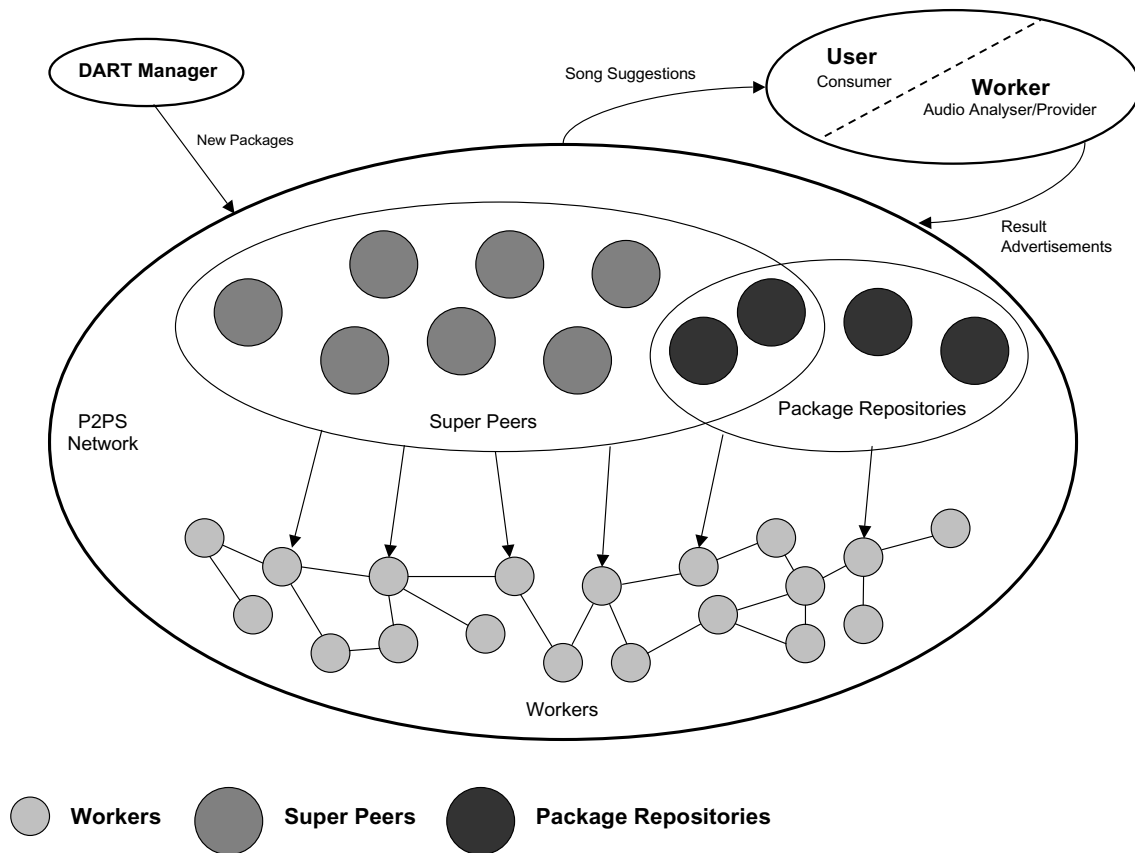 DART Manager
User
Consumer
Worker
Audio Analyser/Provider
Song Suggestions
New Packages
Result
Advertisements
P2PS
Network
Super Peers
Package Repositories
Workers
Workers
Super Peers
Package Repositories